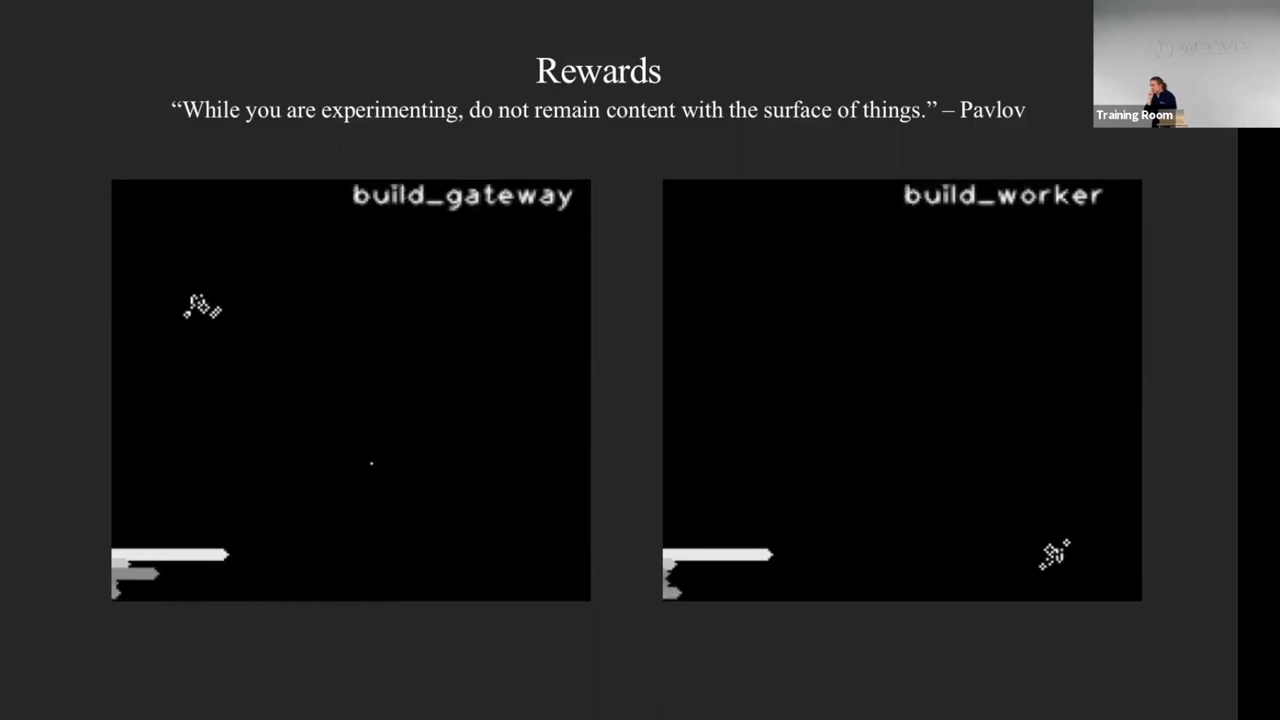 Rewards
“While you are experimenting, do not remain content with the surface of things.” – Pavlov
Training Room
build_gateway
build_worker